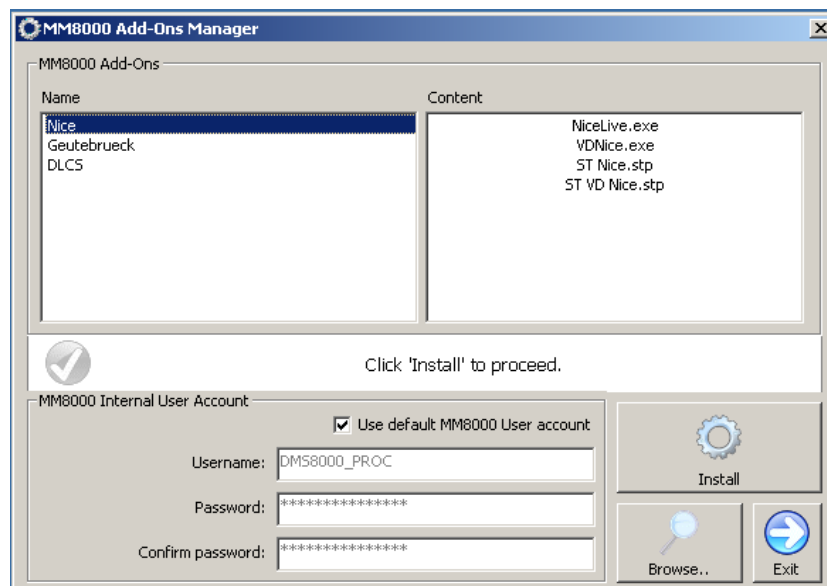 MM8000 Add-Ons Manager
MM8000 Add-Ons
Name
Content
Nice
Geutebrueck
DLCS
NiceLive.exe
VDNice.exe
ST Nice.stp
ST VD Nice.stp
Click 'Install' to proceed.
MM8000 Internal User Account
Use default MM8000 User account
Username:
DMS8000_PROC
Password:
***************
Confirm password:
***************
Install
Browse..
Exit